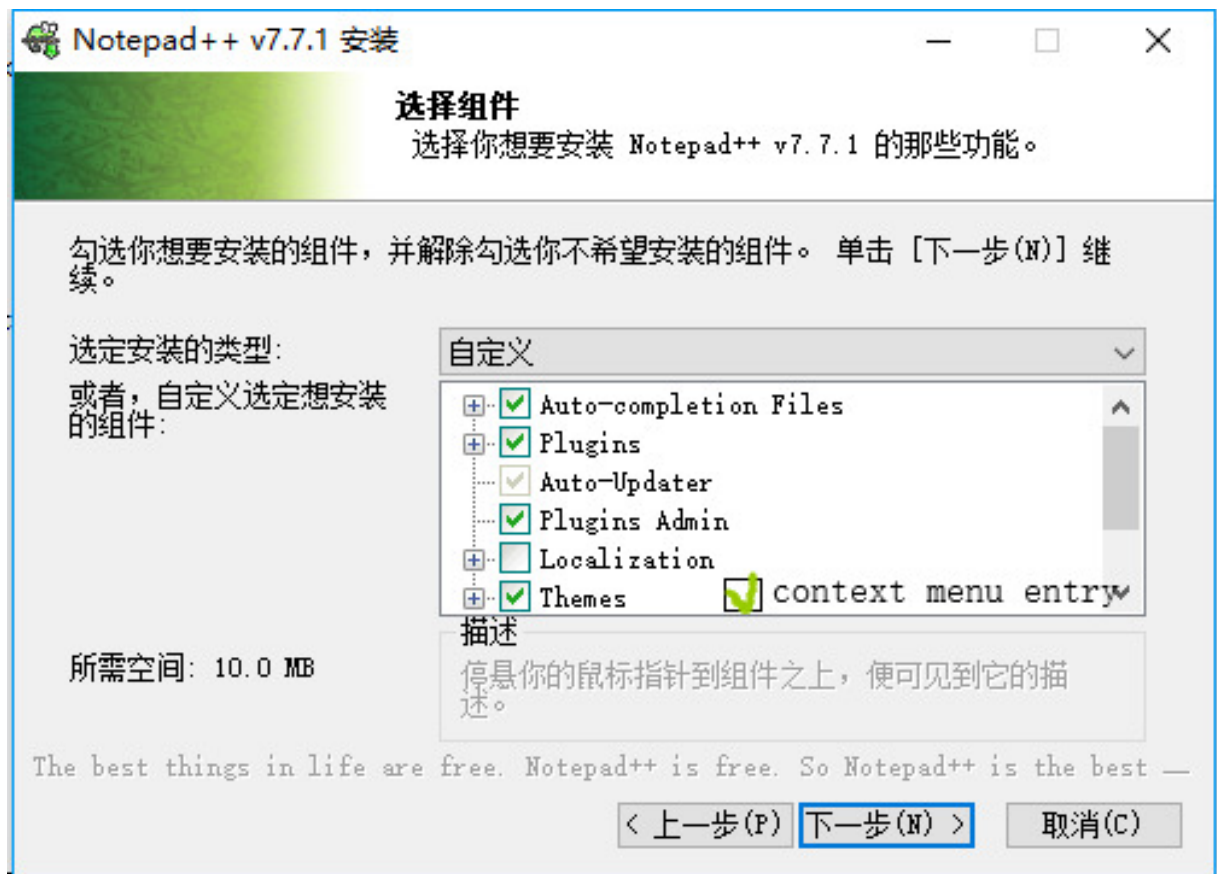 Notepad++ v7.7.1 安装
选择组件
选择你想要安装 Notepad++ v7.7.1 的那些功能。
勾选你想要安装的组件，并解除勾选你不希望安装的组件。 单击 [下一步(N)] 继
续。
选定安装的类型:
自定义
或者，自定义选定想安装
的组件:
Auto-completion Files
Plugins
Auto-Updater
Plugins Admin
Localization
Themes
context menu entry
所需空间: 10.0 MB
描述
停悬你的鼠标指针到组件之上，便可见到它的描
述。
The best things in life are free. Notepad++ is free. So Notepad++ is the best
< 上一步(P)
下一步(N) >
取消(C)